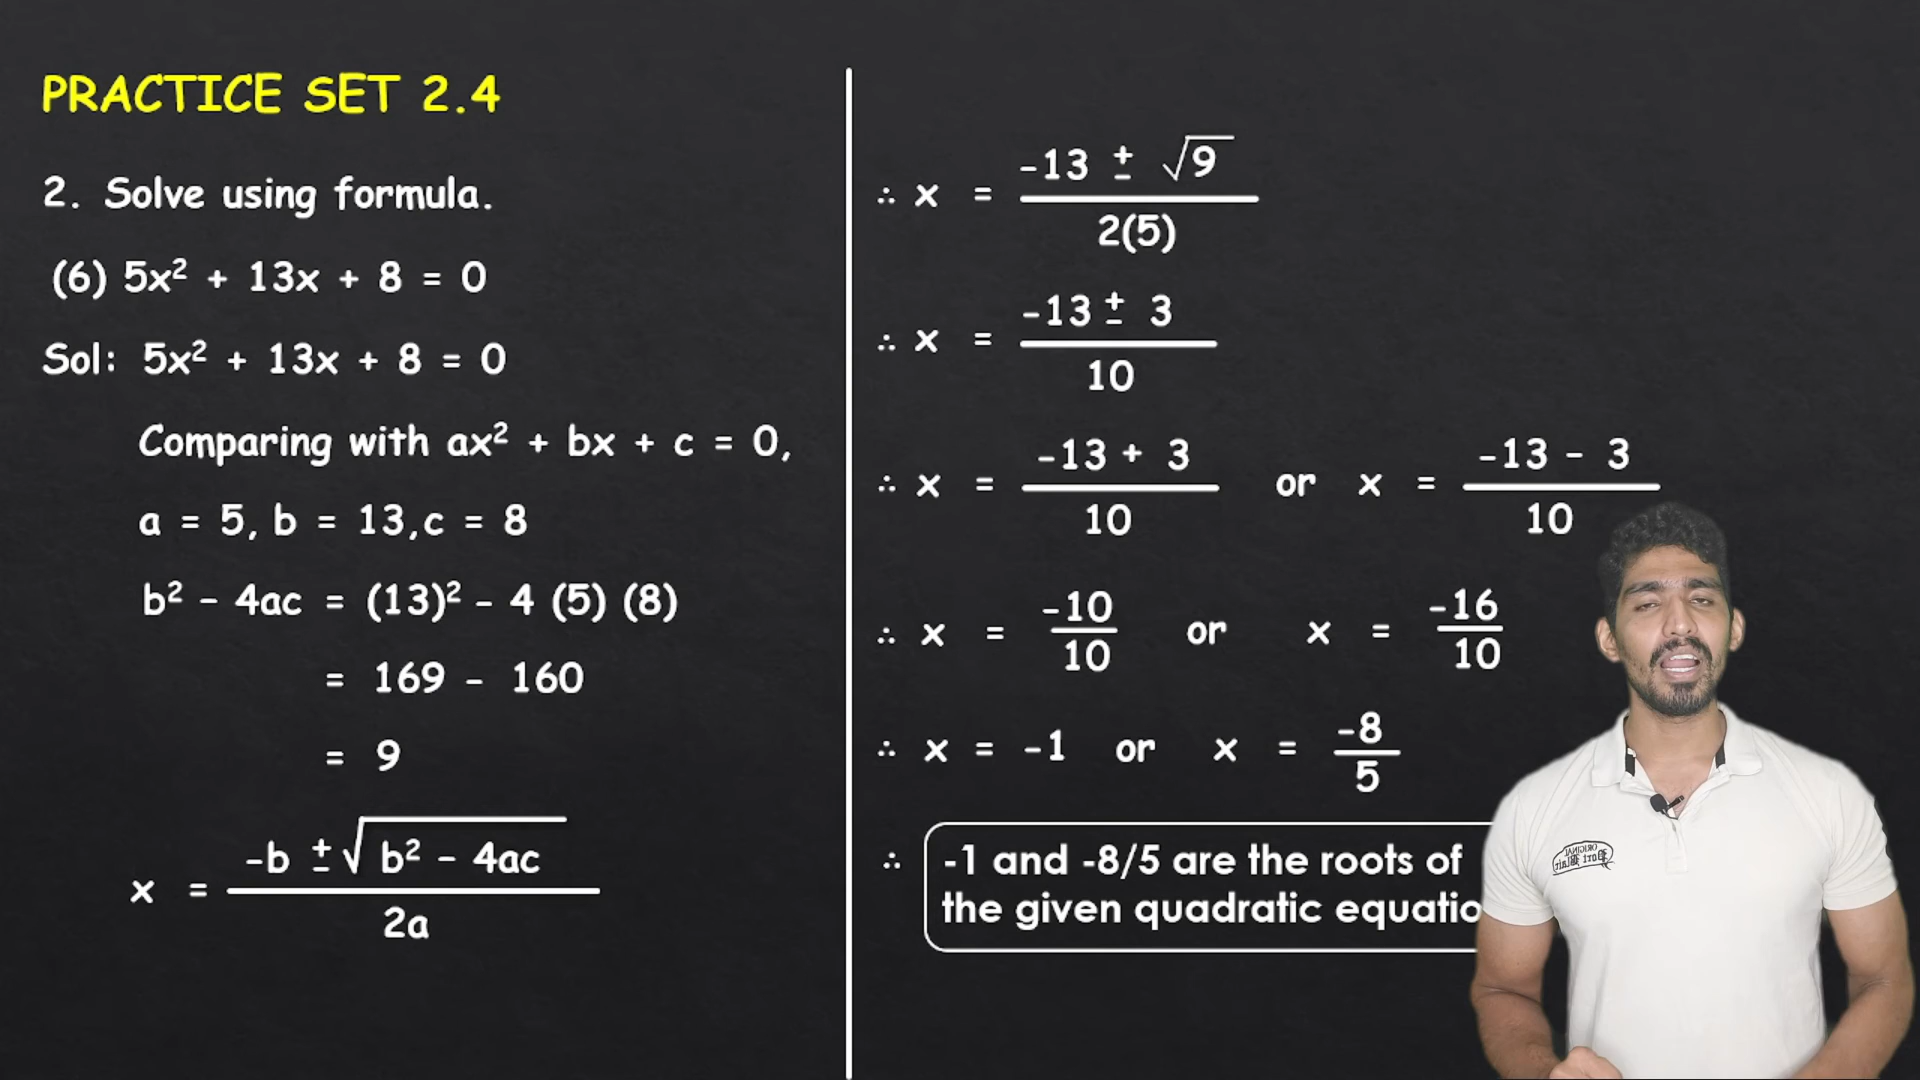 PRACTICE SET 2.4
2. Solve using formula.
(6) 5x² + 13x + 8 = 0
Sol: 5x² + 13x + 8 = 0
Comparing with ax² + bx + c = 0,
a = 5, b = 13, c = 8
b² - 4ac = (13)² - 4 (5) (8)
= 169 - 160
= 9
x = -b ± √b² - 4ac / 2a
∴ x = -13 ± √9 / 2(5)
∴ x = -13 ± 3 / 10
∴ x = -13 + 3 / 10 or x = -13 - 3 / 10
∴ x = -10 / 10 or x = -16 / 10
∴ x = -1 or x = -8 / 5
∴ -1 and -8/5 are the roots of
the given quadratic equatio
ORIGINAL
Port Blair